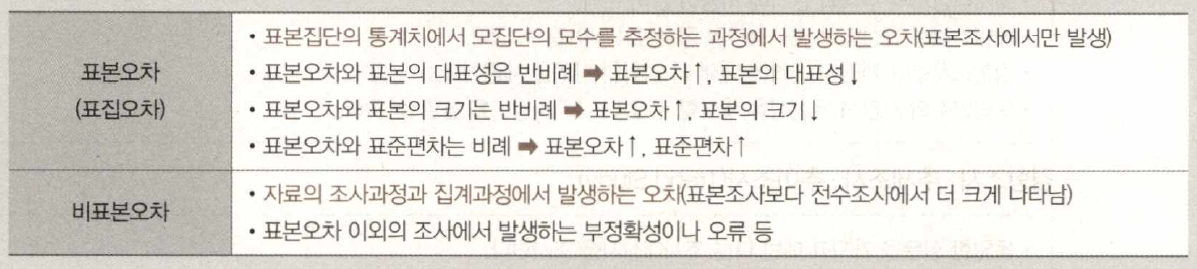 표본오차
(표집오차)
• 표본집단의 통계치에서 모집단의 모수를 추정하는 과정에서 발생하는 오차(표본조사에서만 발생)
• 표본오차와 표본의 대표성은 반비례 ➡ 표본오차↑, 표본의 대표성↓
• 표본오차와 표본의 크기는 반비례 ➡ 표본오차↑, 표본의 크기↓
• 표본오차와 표준편차는 비례 ➡ 표본오차↑, 표준편차↑
비표본오차
• 자료의 조사과정과 집계과정에서 발생하는 오차(표본조사보다 전수조사에서 더 크게 나타남)
• 표본오차 이외의 조사에서 발생하는 부정확성이나 오류 등